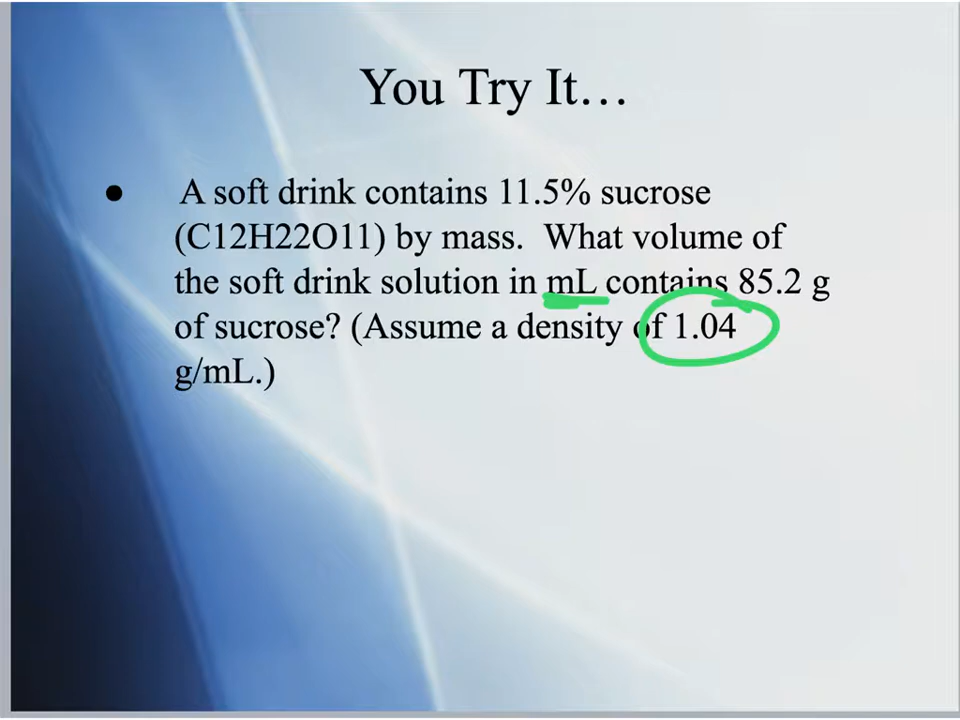 You Try It…
● A soft drink contains 11.5% sucrose
(C12H22O11) by mass. What volume of
the soft drink solution in mL contains 85.2 g
of sucrose? (Assume a density of 1.04
g/mL.)